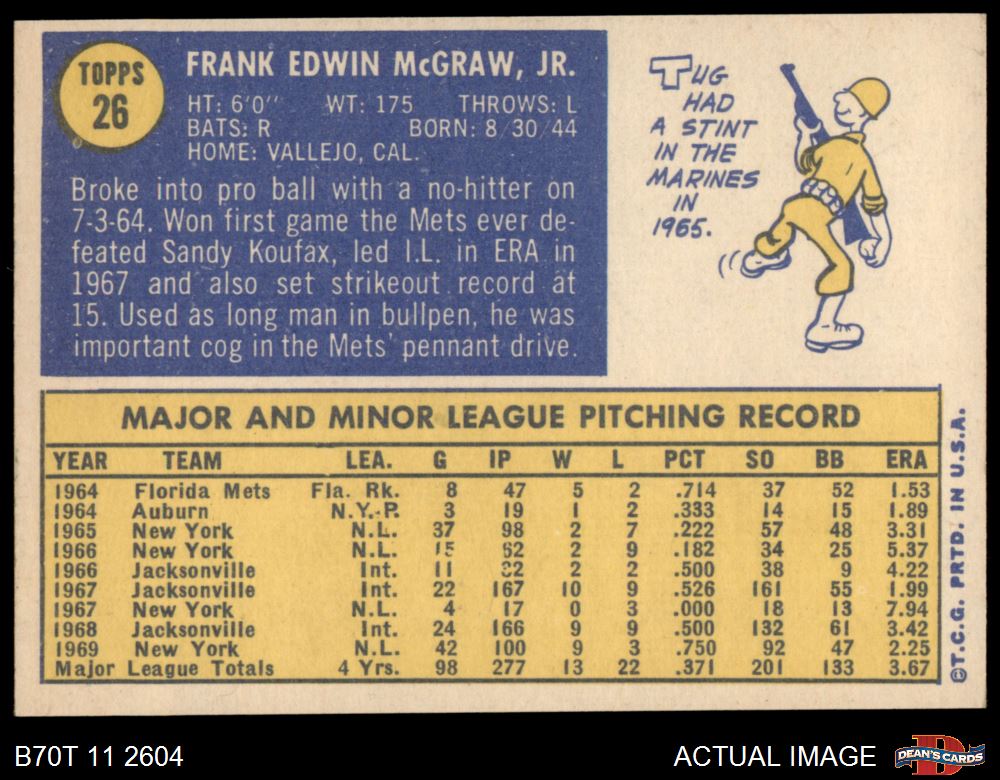 TOPPS
26
FRANK EDWIN McGRAW, JR.
HT: 6'0" WT: 175 THROWS: L
BATS: R BORN: 8/30/44
HOME: VALLEJO, CAL.
Broke into pro ball with a no-hitter on
7-3-64. Won first game the Mets ever de-
feated Sandy Koufax, led I.L. in ERA in
1967 and also set strikeout record at
15. Used as long man in bullpen, he was
important cog in the Mets' pennant drive.
TUG
HAD
A STINT
IN THE
MARINES
IN
1965.
MAJOR AND MINOR LEAGUE PITCHING RECORD
YEAR TEAM LEA. G IP W L PCT SO BB ERA
1964 Florida Mets Fla. Rk. 8 47 5 2 .714 37 52 1.53
1964 Auburn N.Y.-P. 3 19 1 2 .333 14 15 1.89
1965 New York N.L. 37 98 2 7 .222 57 48 3.31
1966 New York N.L. 15 62 2 9 .182 34 25 5.37
1966 Jacksonville Int. 11 32 2 2 .500 38 9 4.22
1967 Jacksonville Int. 22 167 10 9 .526 161 55 1.99
1967 New York N.L. 4 17 0 3 .000 18 13 7.94
1968 Jacksonville Int. 24 166 9 9 .500 132 61 3.42
1969 New York N.L. 42 100 9 3 .750 92 47 2.25
Major League Totals 4 Yrs. 98 277 13 22 .371 201 133 3.67
©T.C.G. PRTD. IN U.S.A.
B70T 11 2604
ACTUAL IMAGE
D
DEAN'S CARDS